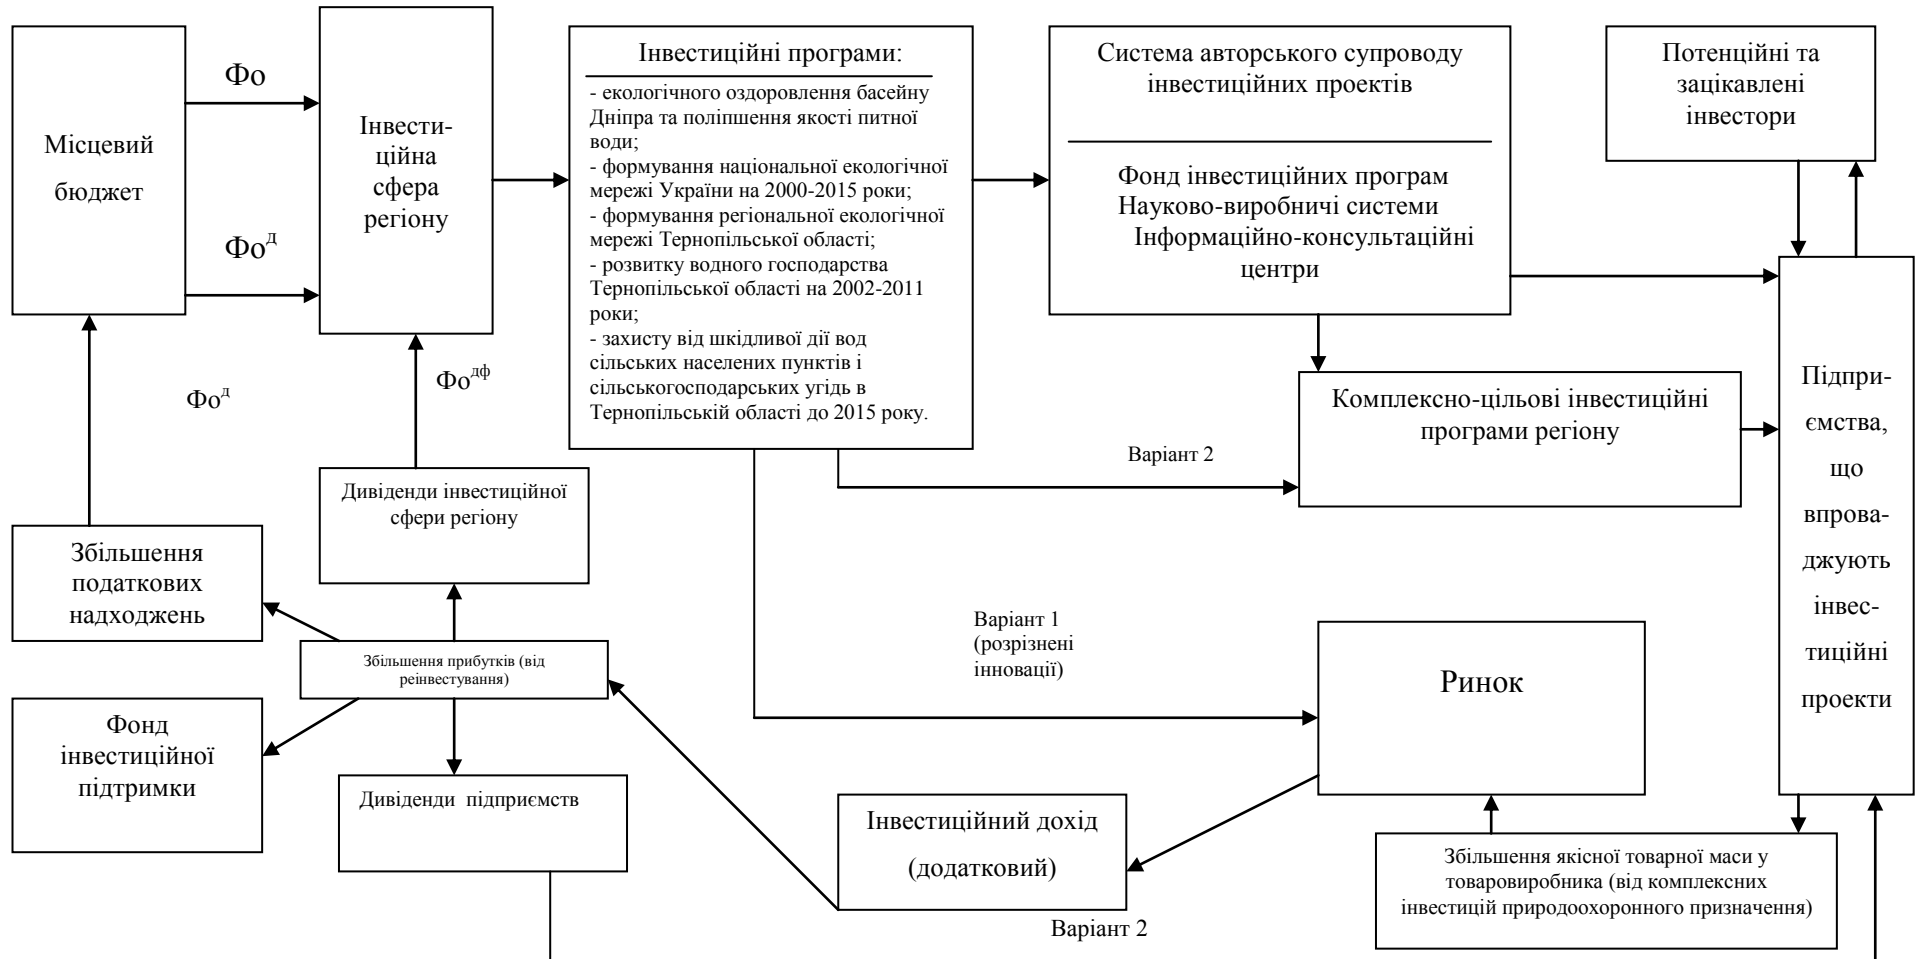 Місцевий
бюджет
Фо
Фо^д
Фо^д
Інвести-
ційна
сфера
регіону
Фо^дф
Інвестиційні програми:
- екологічного оздоровлення басейну
Дніпра та поліпшення якості питної
води;
- формування національної екологічної
мережі України на 2000-2015 роки;
- формування регіональної екологічної
мережі Тернопільської області;
- розвитку водного господарства
Тернопільської області на 2002-2011
роки;
- захисту від шкідливої дії вод
сільських населених пунктів і
сільськогосподарських угідь в
Тернопільській області до 2015 року.
Система авторського супроводу
інвестиційних проектів
Фонд інвестиційних програм
Науково-виробничі системи
Інформаційно-консультаційні
центри
Потенційні та
зацікавлені
інвестори
Комплексно-цільові інвестиційні
програми регіону
Варіант 2
Підпри-
ємства,
що
впрова-
джують
інвес-
тиційні
проекти
Дивіденди інвестиційної
сфери регіону
Збільшення
податкових
надходжень
Збільшення прибутків (від
реінвестування)
Фонд
інвестиційної
підтримки
Дивіденди підприємств
Варіант 1
(розрізнені
інновації)
Ринок
Інвестиційний дохід
(додатковий)
Варіант 2
Збільшення якісної товарної маси у
товаровиробника (від комплексних
інвестицій природоохоронного призначення)